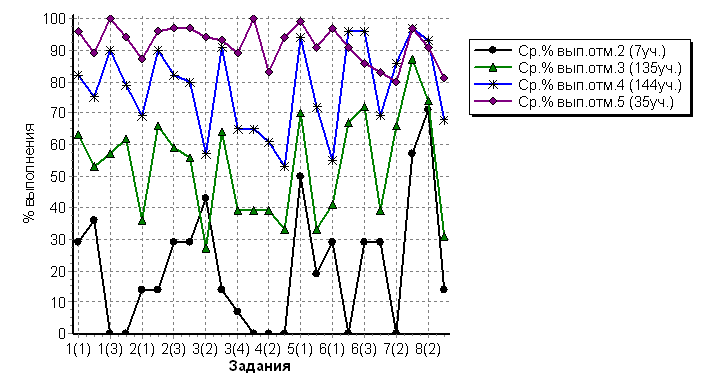 100
90
80
70
60
50
40
30
20
10
0
% выполнения
1(1) 1(3) 2(1) 2(3) 3(2) 3(4) 4(2) 5(1) 6(1) 6(3) 7(2) 8(2)
Задания
Ср.% вып.отм.2 (7уч.)
Ср.% вып.отм.3 (135уч.)
Ср.% вып.отм.4 (144уч.)
Ср.% вып.отм.5 (35уч.)